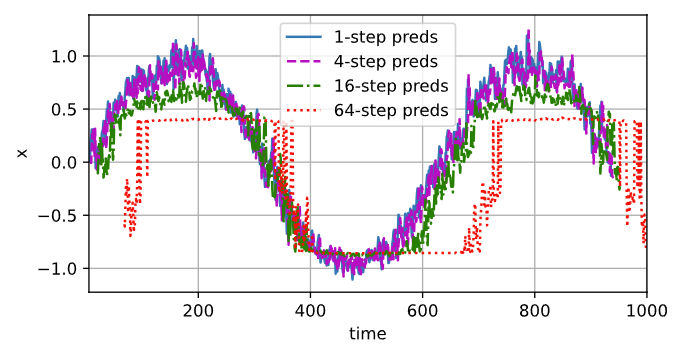 1-step preds
4-step preds
16-step preds
64-step preds
1.0
0.5
0.0
−0.5
−1.0
x
200
400
600
800
1000
time